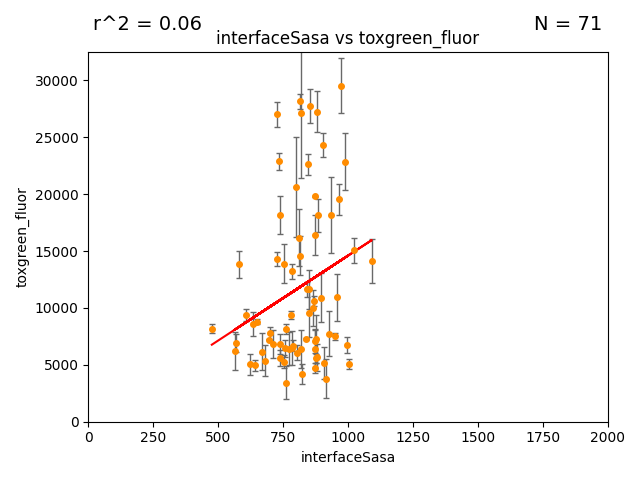 r^2 = 0.06
N = 71
interfaceSasa vs toxgreen_fluor
30000
25000
20000
15000
10000
5000
0
toxgreen_fluor
0 250 500 750 1000 1250 1500 1750 2000
interfaceSasa